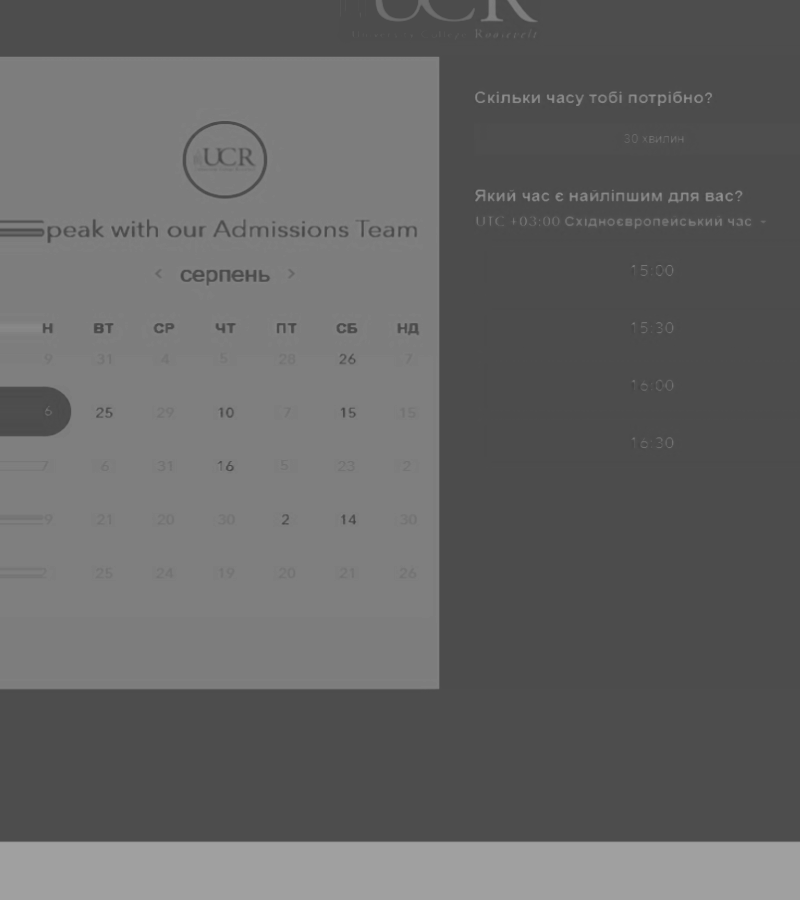 UCR
Roosevelt
UCR
peak with our Admissions Team
‹ серпень ›
Н ВТ СР ЧТ ПТ СБ НД
9 31 4 5 28 26 7
6 25 29 10 7 15 15
7 6 31 16 5 23 2
9 21 20 30 2 14 30
2 25 24 19 20 21 26
Скільки часу тобі потрібно?
30 хвилин
Який час є найліпшим для вас?
UTC +03:00 Східноєвропейський час
15:00
15:30
16:00
16:30